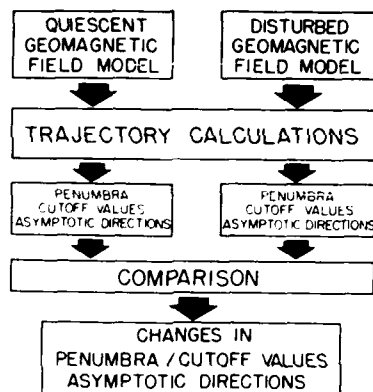 QUIESCENT
GEOMAGNETIC
FIELD MODEL
DISTURBED
GEOMAGNETIC
FIELD MODEL
TRAJECTORY CALCULATIONS
PENUMBRA
CUTOFF VALUES
ASYMPTOTIC DIRECTIONS
PENUMBRA
CUTOFF VALUES
ASYMPTOTIC DIRECTIONS
COMPARISON
CHANGES IN
PENUMBRA / CUTOFF VALUES
ASYMPTOTIC DIRECTIONS